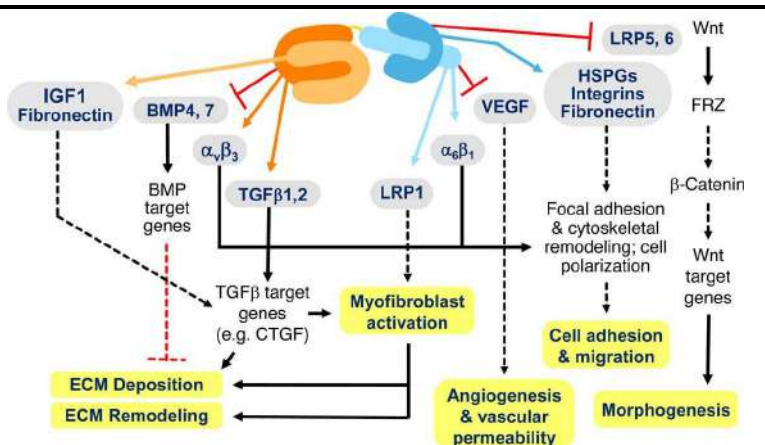 LRP5, 6
Wnt
IGF1
Fibronectin
BMP4, 7
VEGF
HSPGs
Integrins
Fibronectin
FRZ
αvβ3
α6β1
TGFβ1,2
LRP1
β-Catenin
BMP
target
genes
Focal adhesion
& cytoskeletal
remodeling; cell
polarization
Wnt
target
genes
TGFβ target
genes
(e.g. CTGF)
Myofibroblast
activation
Cell adhesion
& migration
ECM Deposition
ECM Remodeling
Angiogenesis
& vascular
permeability
Morphogenesis